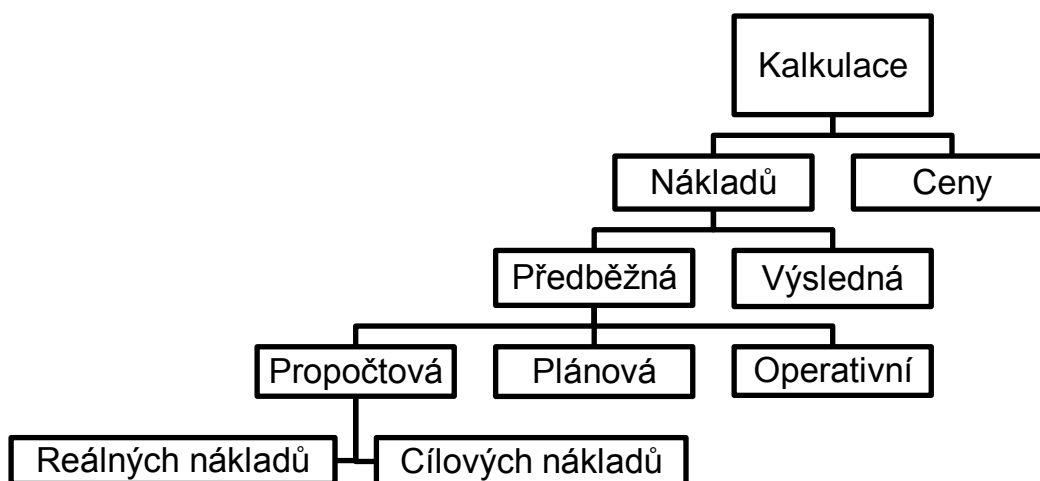 Kalkulace
Nákladů
Ceny
Předběžná
Výsledná
Propočtová
Plánová
Operativní
Reálných nákladů
Cílových nákladů